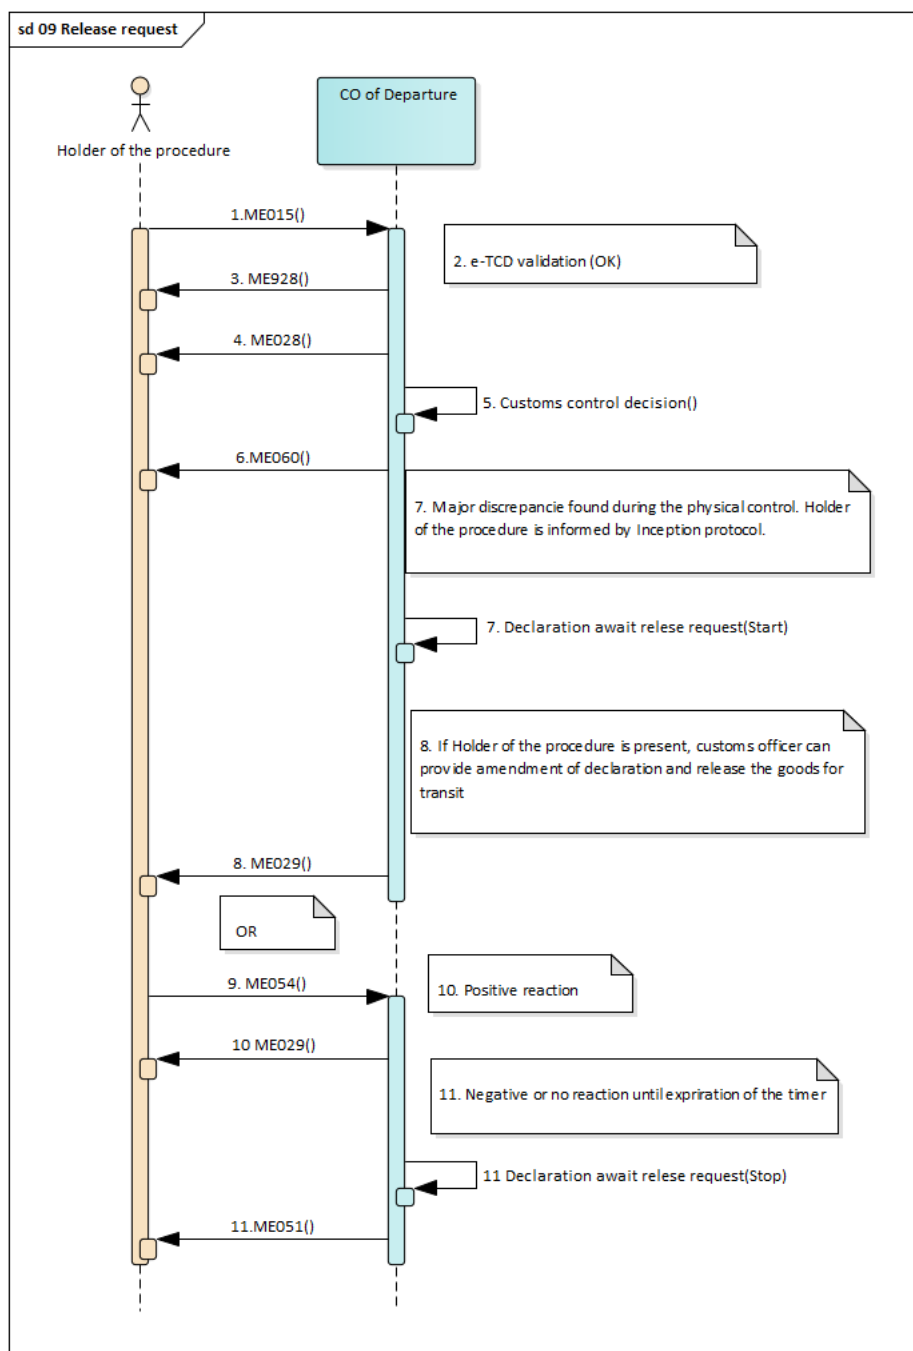 sd 09 Release request
CO of Departure
Holder of the procedure
1.ME015()
2. e-TCD validation (OK)
3. ME928()
4. ME028()
5. Customs control decision()
6.ME060()
7. Major discrepancie found during the physical control. Holder
of the procedure is informed by Inception protocol.
7. Declaration await relese request(Start)
8. If Holder of the procedure is present, customs officer can
provide amendment of declaration and release the goods for
transit
8. ME029()
OR
9. ME054()
10. Positive reaction
10 ME029()
11. Negative or no reaction until expriration of the timer
11 Declaration await relese request(Stop)
11.ME051()